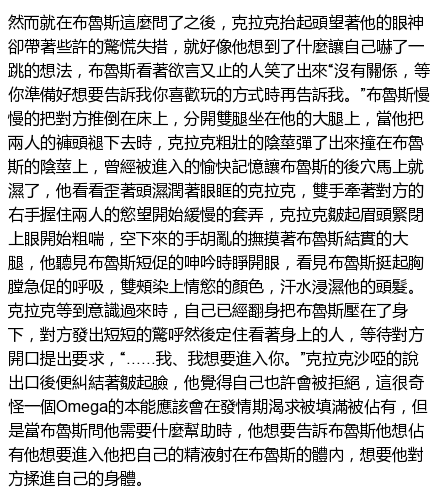 然而就在布魯斯這麼問了之後，克拉克抬起頭望著他的眼神
卻帶著些許的驚慌失措，就好像他想到了什麼讓自己嚇了一
跳的想法，布魯斯看著欲言又止的人笑了出來“沒有關係，等
你準備好想要告訴我你喜歡玩的方式時再告訴我。”布魯斯慢
慢的把對方推倒在床上，分開雙腿坐在他的大腿上，當他把
兩人的褲頭褪下去時，克拉克粗壯的陰莖彈了出來撞在布魯
斯的陰莖上，曾經被進入的愉快記憶讓布魯斯的後穴馬上就
濕了，他看看歪著頭濕潤著眼眶的克拉克，雙手牽著對方的
右手握住兩人的慾望開始緩慢的套弄，克拉克皺起眉頭緊閉
上眼開始粗喘，空下來的手胡亂的撫摸著布魯斯結實的大
腿，他聽見布魯斯短促的呻吟時睜開眼，看見布魯斯挺起胸
膛急促的呼吸，雙頰染上情慾的顏色，汗水浸濕他的頭髮。
克拉克等到意識過來時，自己已經翻身把布魯斯壓在了身
下，對方發出短短的驚呼然後定住看著身上的人，等待對方
開口提出要求，“……我、我想要進入你。”克拉克沙啞的說
出口後便糾結著皺起臉，他覺得自己也許會被拒絕，這很奇
怪一個Omega的本能應該會在發情期渴求被填滿被佔有，但
是當布魯斯問他需要什麼幫助時，他想要告訴布魯斯他想佔
有他想要進入他把自己的精液射在布魯斯的體內，想要他對
方揉進自己的身體。